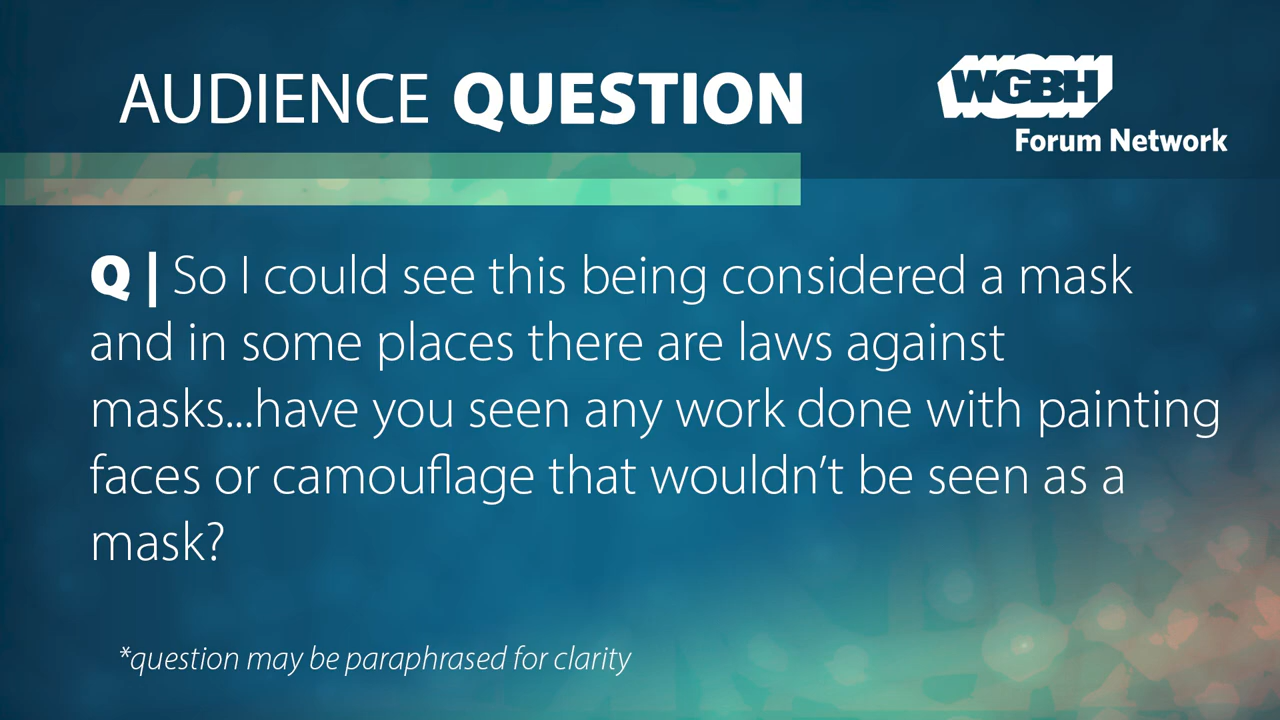 AUDIENCE QUESTION
WGBH
Forum Network
Q | So I could see this being considered a mask
and in some places there are laws against
masks...have you seen any work done with painting
faces or camouflage that wouldn’t be seen as a
mask?
*question may be paraphrased for clarity